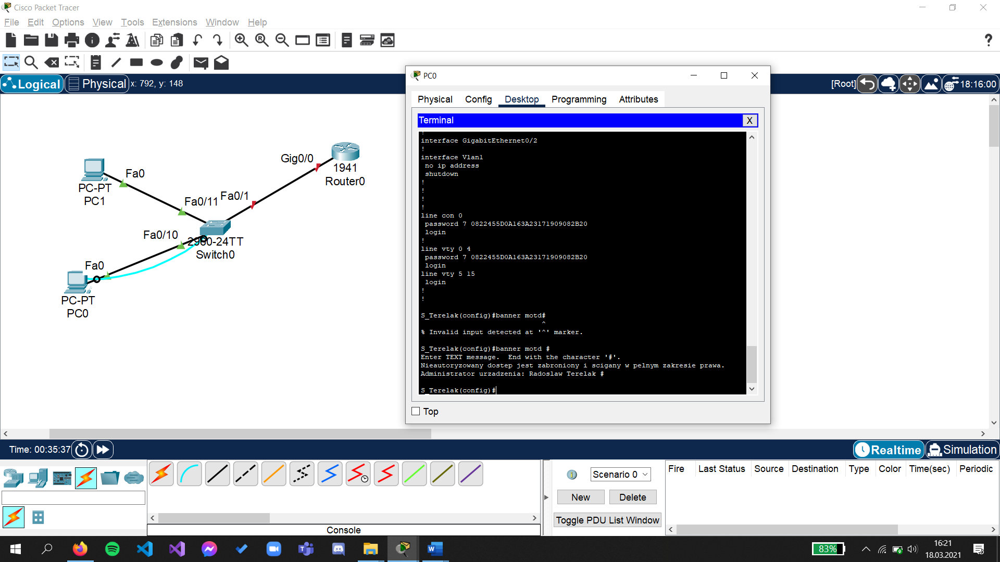 Cisco Packet Tracer
File Edit Options View Tools Extensions Window Help
Logical Physical x: 792, y: 148
[Root] 18:16:00
PC0
Physical Config Desktop Programming Attributes
Terminal
X
!
interface GigabitEthernet0/2
!
interface Vlan1
no ip address
shutdown
!
!
!
!
line con 0
password 7 0822455D0A163A23171909082B20
login
!
line vty 0 4
password 7 0822455D0A163A23171909082B20
login
line vty 5 15
login
!
!
S_Terelak(config)#banner motd#
^
% Invalid input detected at '^' marker.
S_Terelak(config)#banner motd #
Enter TEXT message.  End with the character '#'.
Nieautoryzowany dostep jest zabroniony i scigany w pelnym zakresie prawa.
Administrator urzadzenia: Radoslaw Terelak #
S_Terelak(config)#
Top
Gig0/0
1941
Router0
Fa0
PC-PT
PC1
Fa0/11
Fa0/1
Fa0/10
2960-24TT
Switch0
Fa0
PC-PT
PC0
Time: 00:35:37
Realtime Simulation
Scenario 0
New Delete
Toggle PDU List Window
Fire Last Status Source Destination Type Color Time(sec) Periodic
Console
83%
16:21
18.03.2021